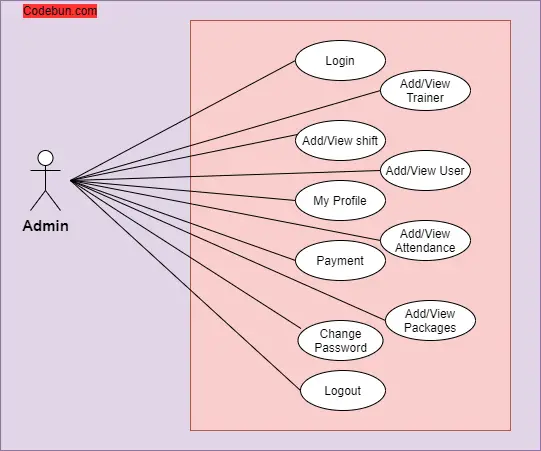 Codebun.com
Login
Add/View
Trainer
Add/View shift
Add/View User
My Profile
Admin
Add/View
Attendance
Payment
Add/View
Packages
Change
Password
Logout